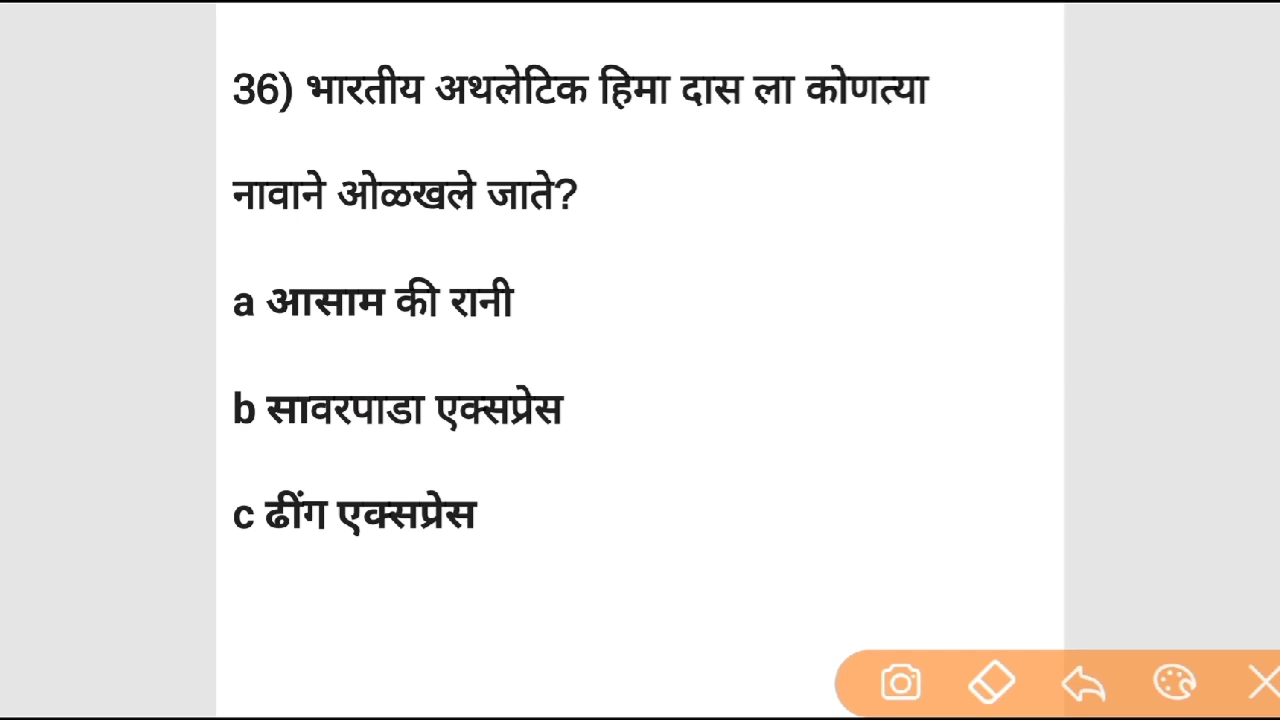 36) भारतीय अथलेटिक हिमा दास ला कोणत्या
नावाने ओळखले जाते?
a आसाम की रानी
b सावरपाडा एक्सप्रेस
c ढींग एक्सप्रेस